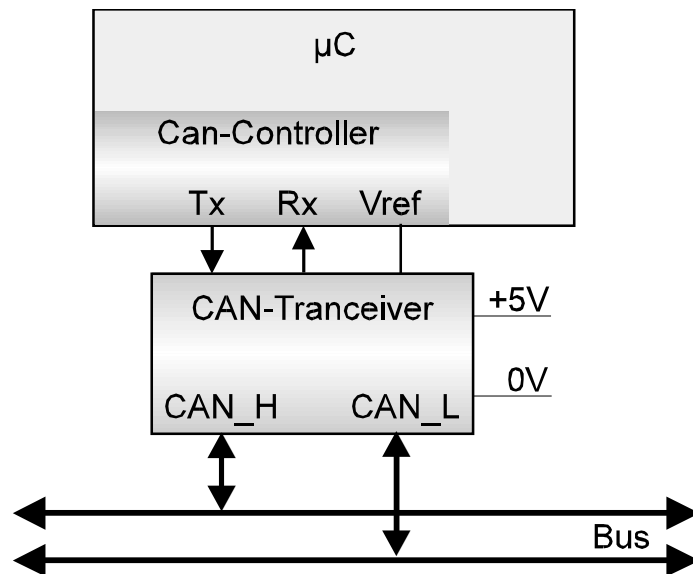 µC
Can-Controller
Tx Rx Vref
CAN-Tranceiver
+5V
0V
CAN_H CAN_L
Bus